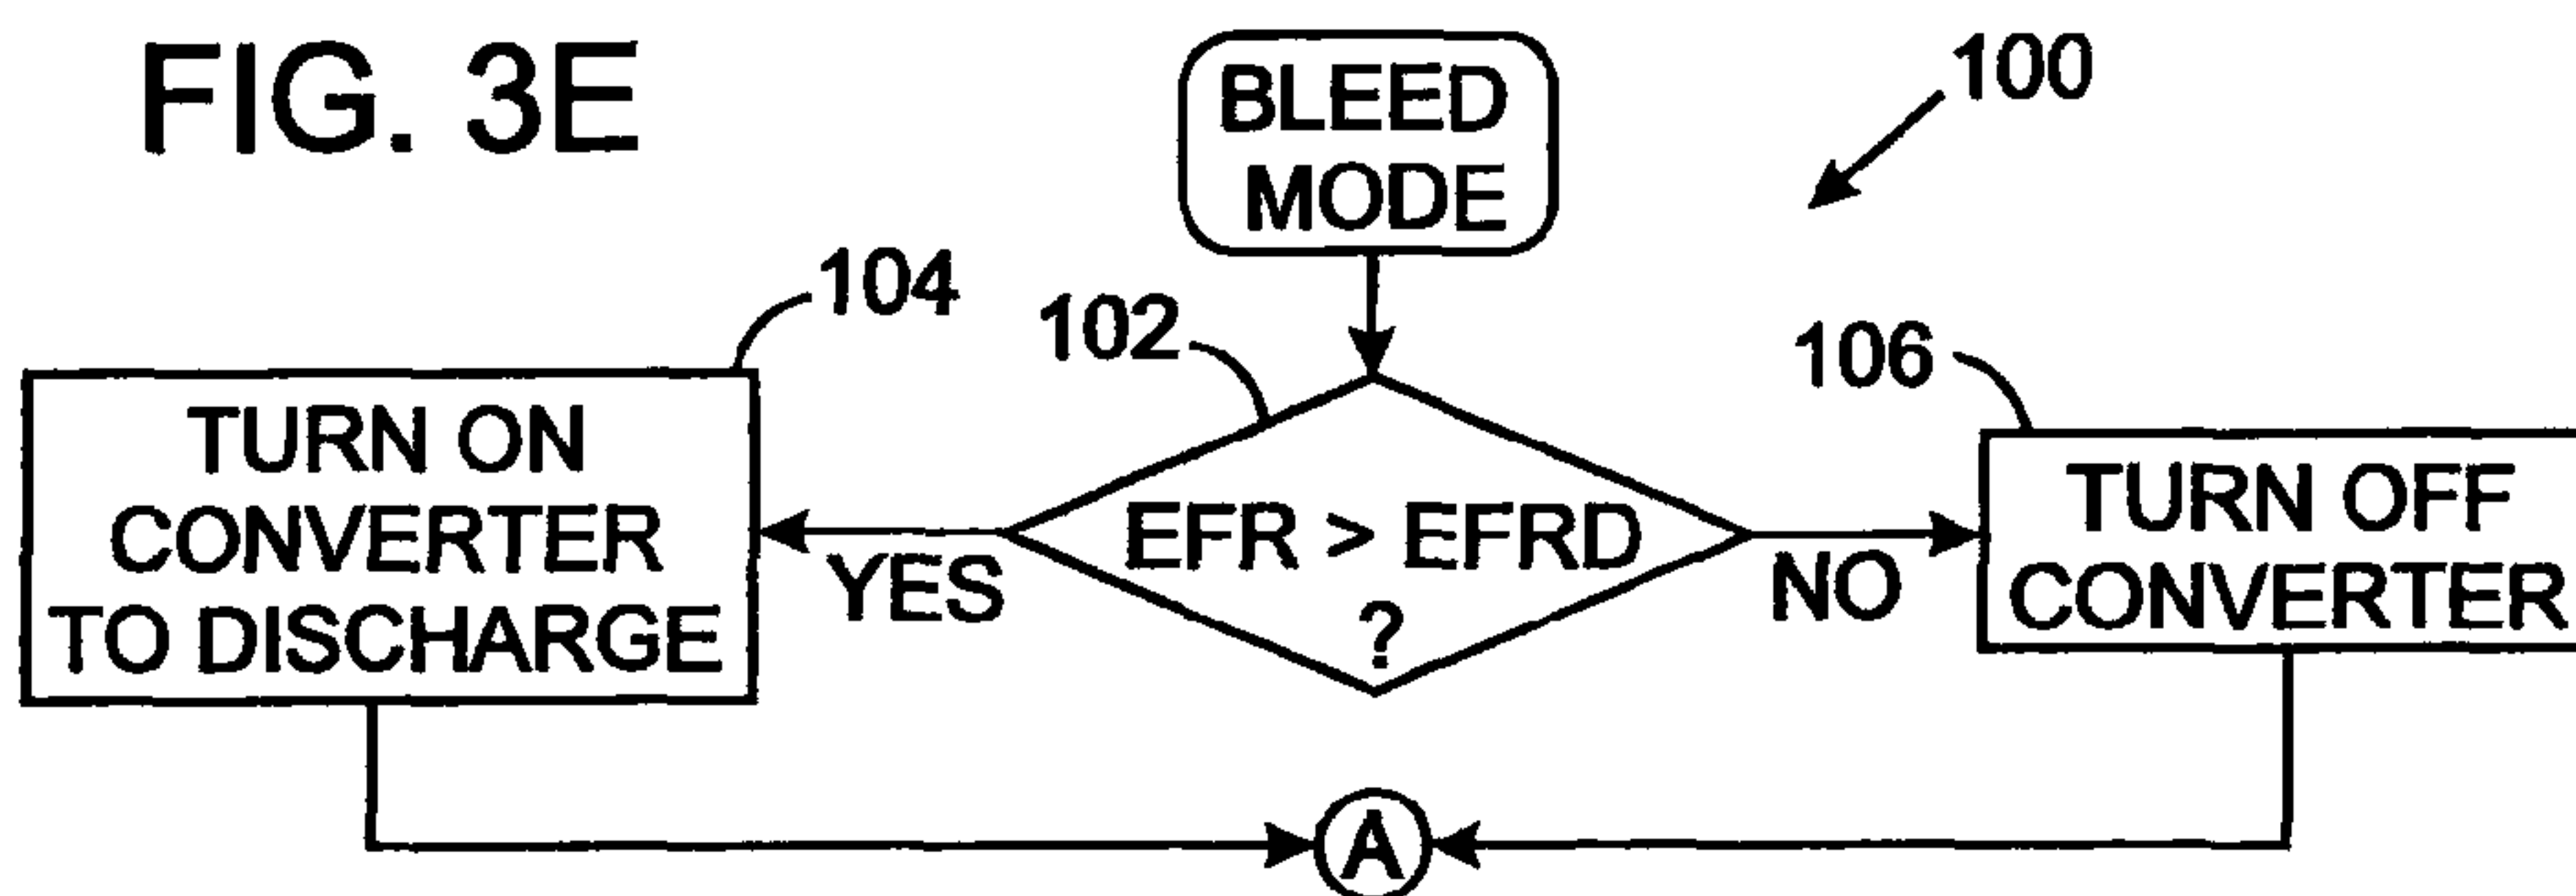 FIG. 3E
BLEED
MODE
100
104
102
106
TURN ON
CONVERTER
TO DISCHARGE
YES
EFR > EFRD
?
NO
TURN OFF
CONVERTER
A